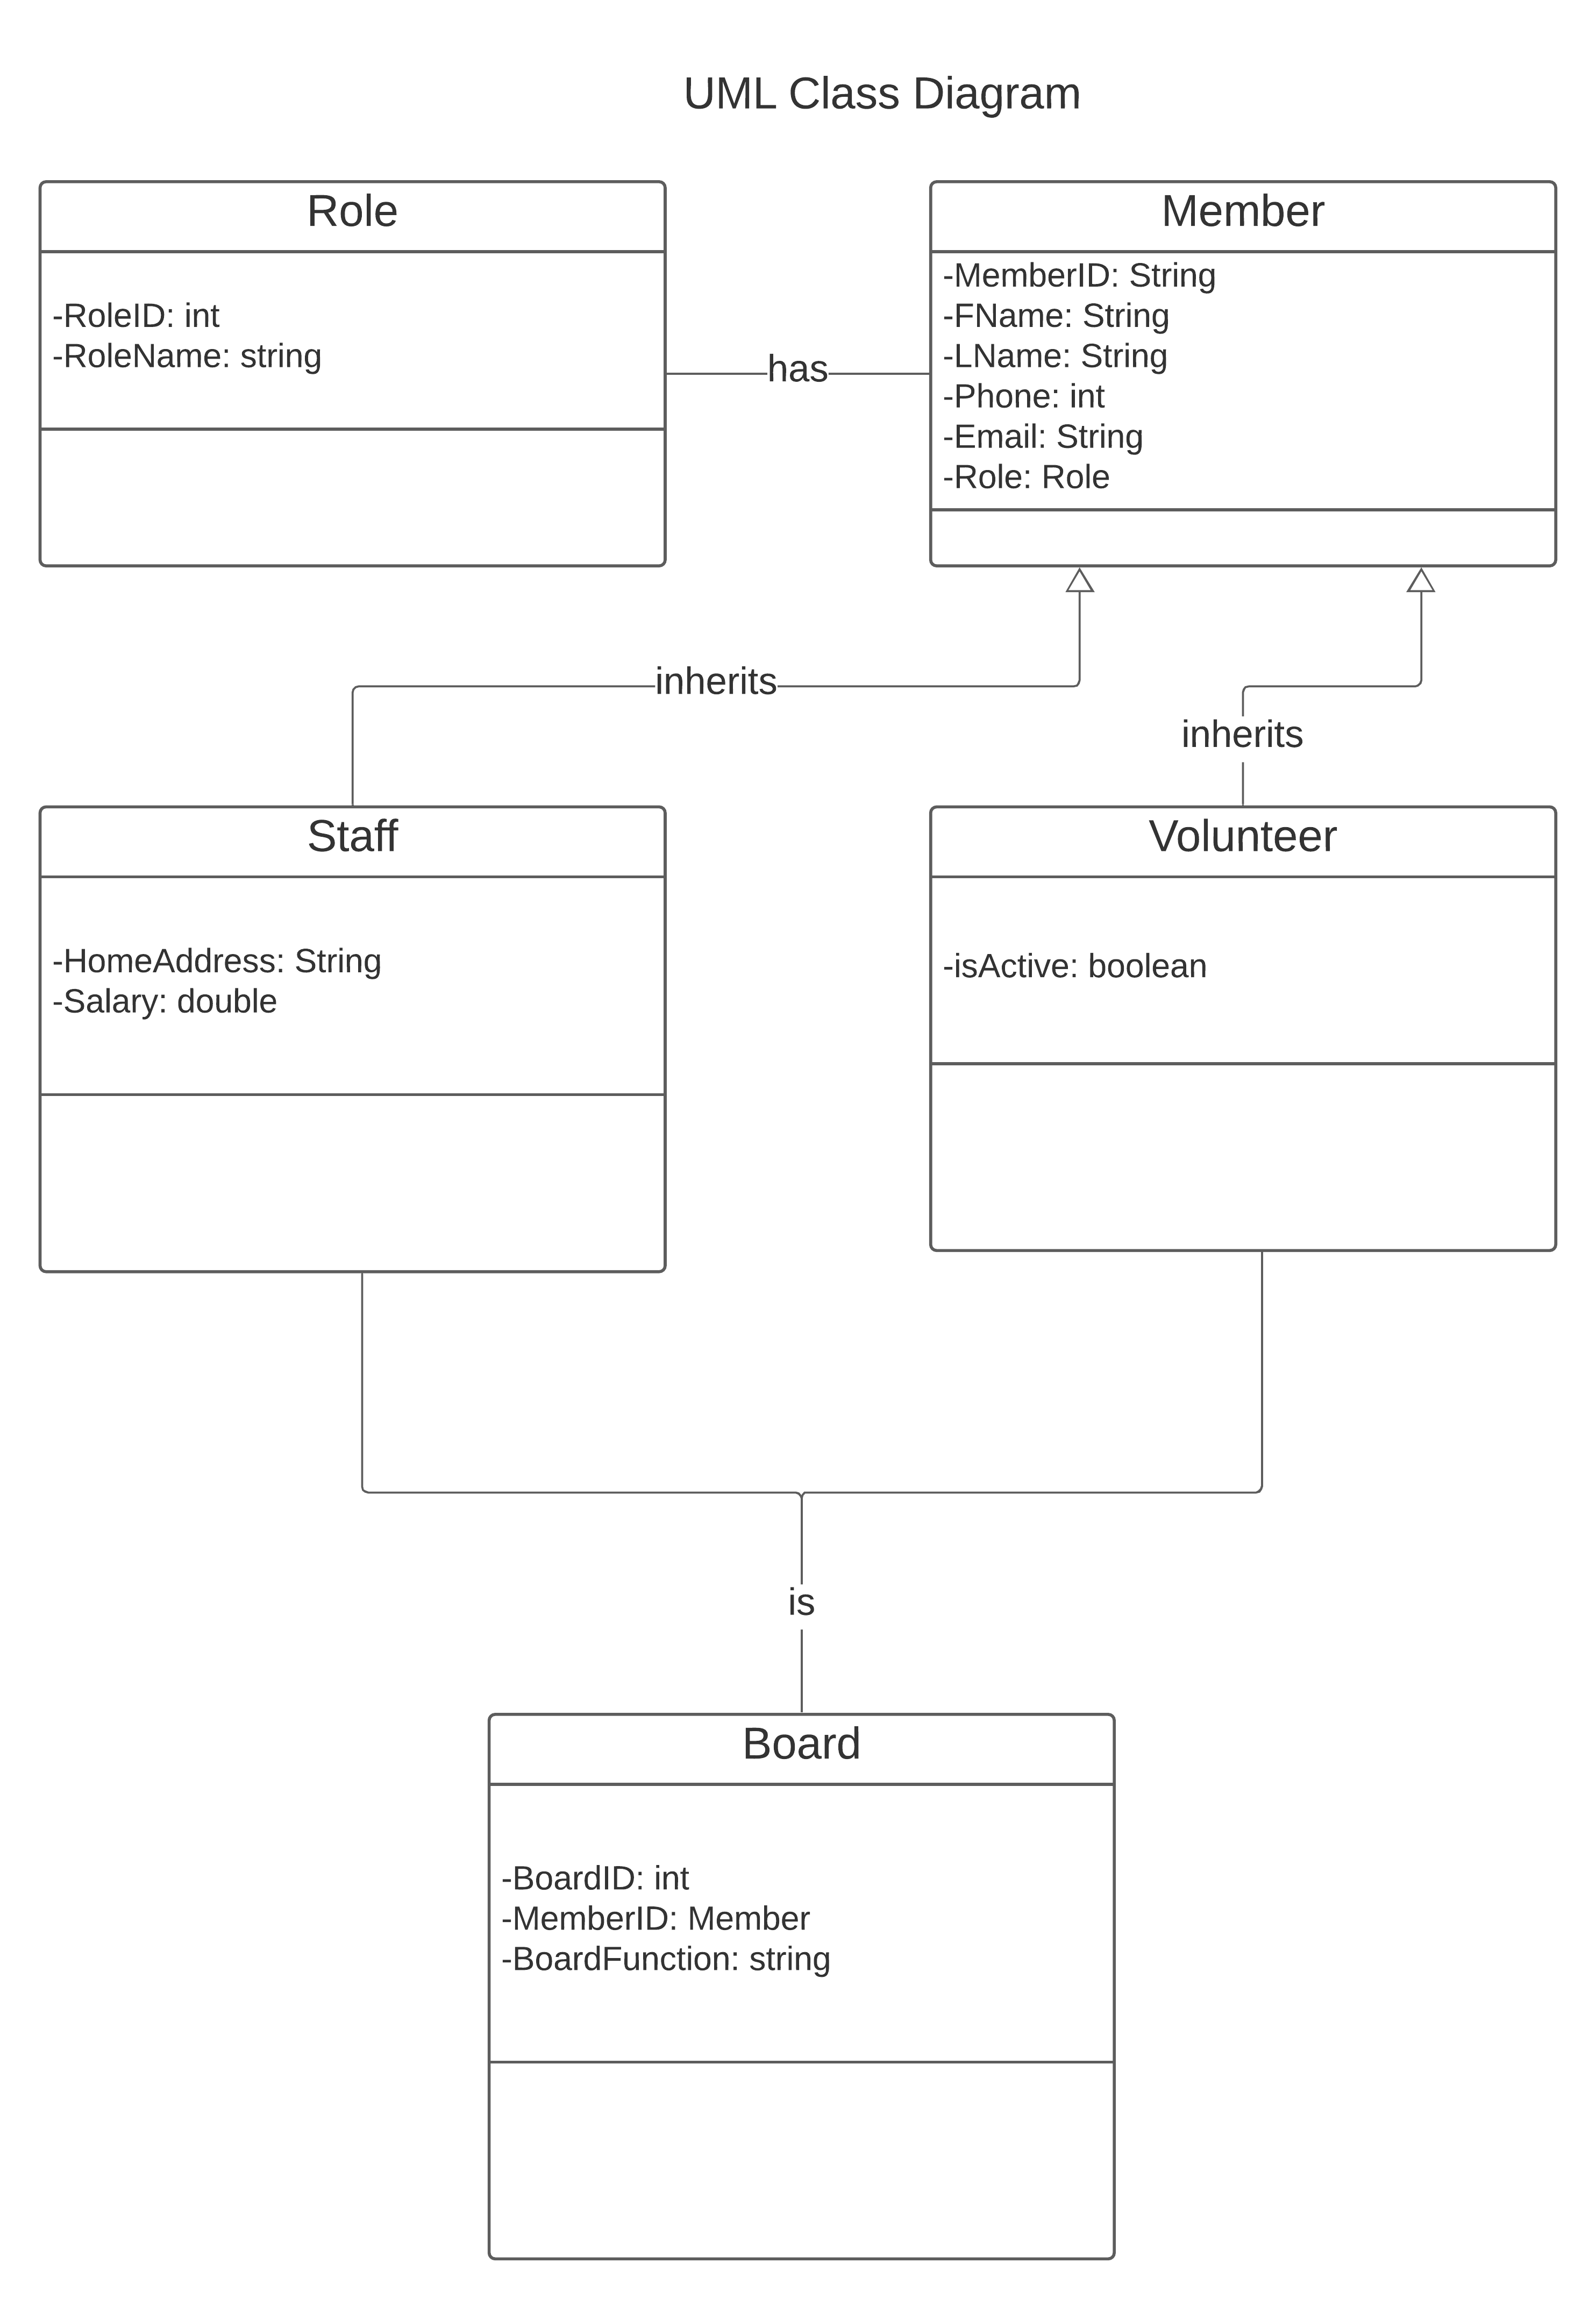 UML Class Diagram
Role
-RoleID: int
-RoleName: string
has
Member
-MemberID: String
-FName: String
-LName: String
-Phone: int
-Email: String
-Role: Role
inherits
inherits
Staff
-HomeAddress: String
-Salary: double
Volunteer
-isActive: boolean
is
Board
-BoardID: int
-MemberID: Member
-BoardFunction: string